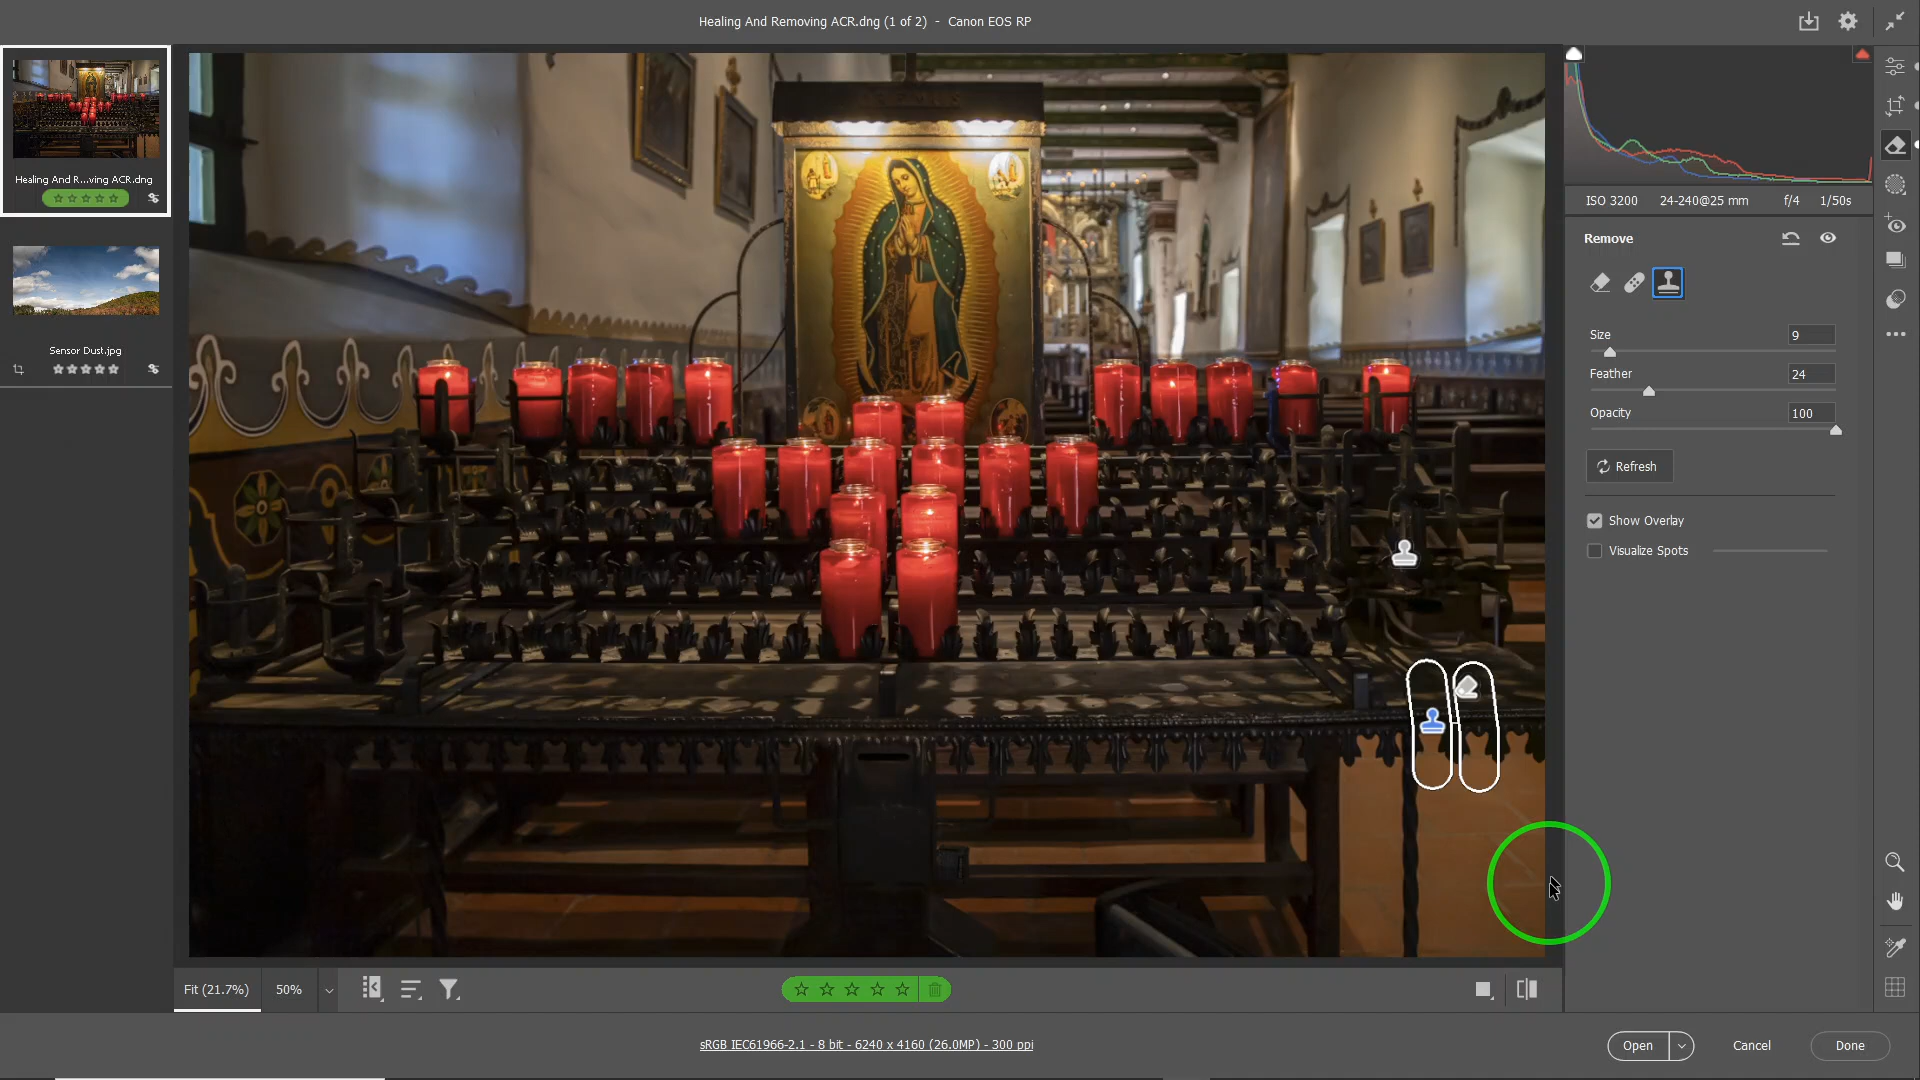 Healing And Removing ACR.dng (1 of 2) - Canon EOS RP
Healing And R...ving ACR.dng
Sensor Dust.jpg
ISO 3200 24-240@25 mm f/4 1/50s
Remove
Size 9
Feather 24
Opacity 100
Refresh
Show Overlay
Visualize Spots
Fit (21.7%) 50%
sRGB IEC61966-2.1 - 8 bit - 6240 x 4160 (26.0MP) - 300 ppi
Open Cancel Done